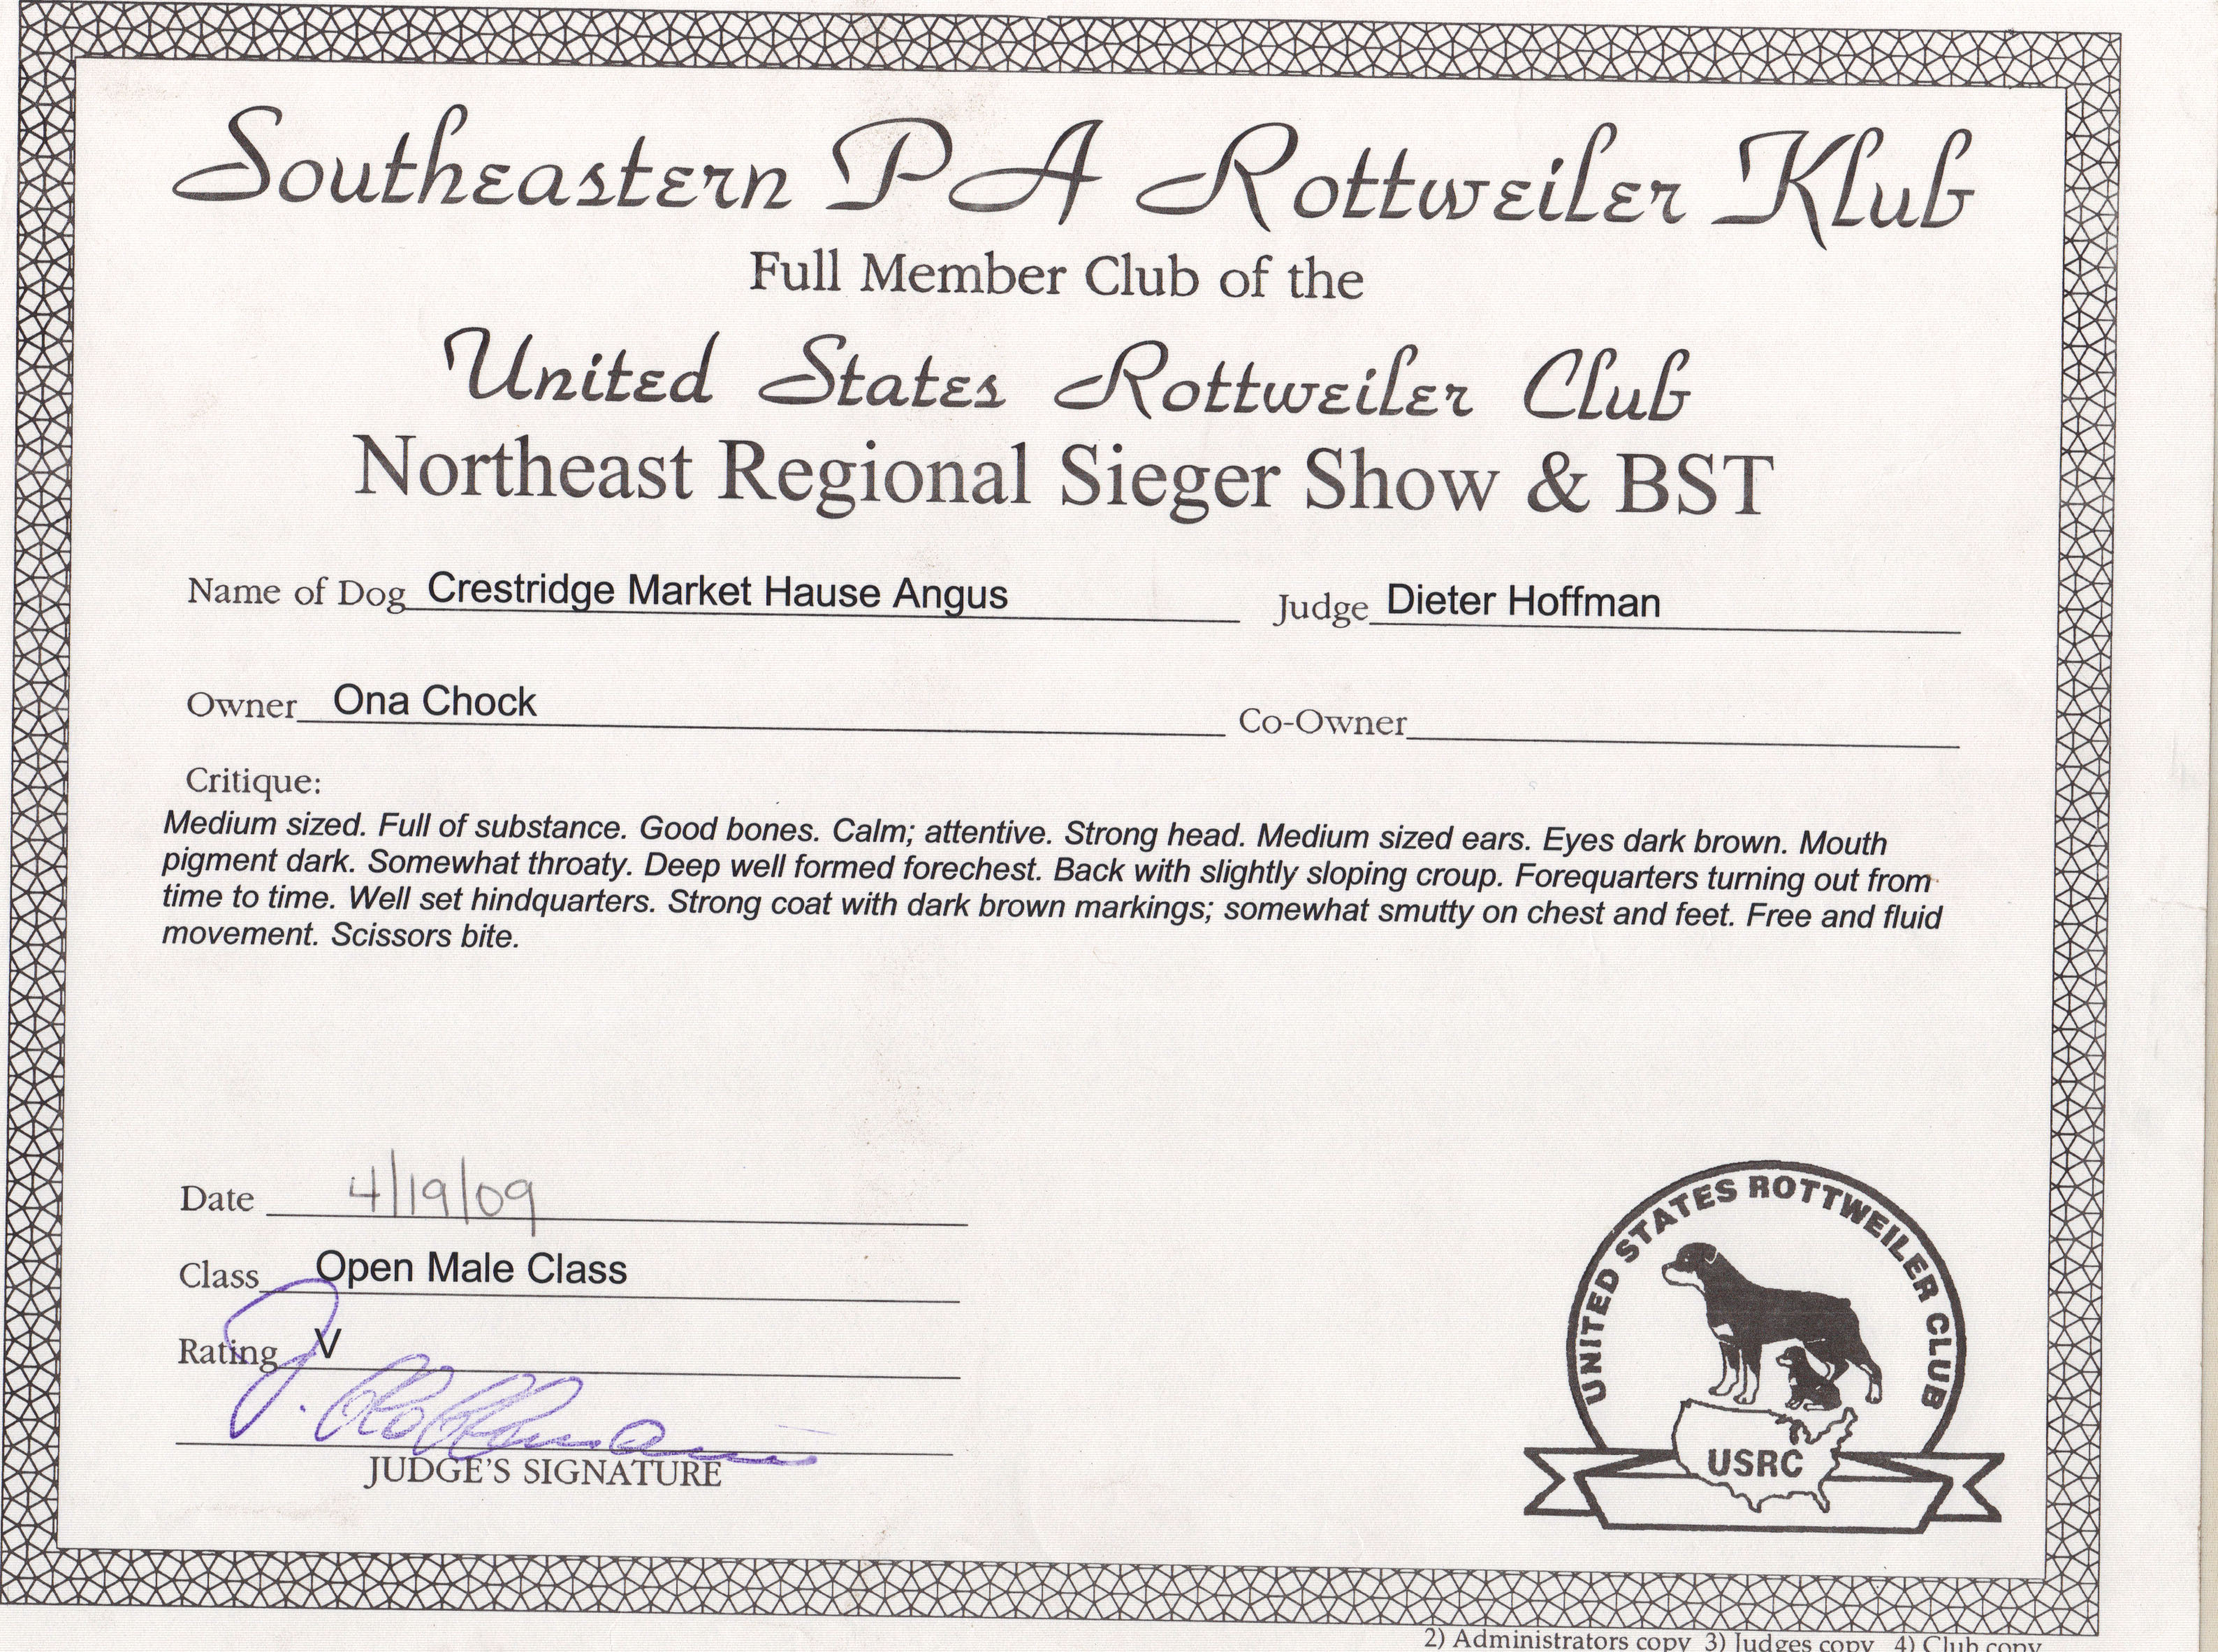 Southeastern PA Rottweiler Klub
Full Member Club of the
United States Rottweiler Club
Northeast Regional Sieger Show & BST
Name of Dog Crestridge Market Hause Angus Judge Dieter Hoffman
Owner Ona Chock Co-Owner
Critique:
Medium sized. Full of substance. Good bones. Calm; attentive. Strong head. Medium sized ears. Eyes dark brown. Mouth
pigment dark. Somewhat throaty. Deep well formed forechest. Back with slightly sloping croup. Forequarters turning out from
time to time. Well set hindquarters. Strong coat with dark brown markings; somewhat smutty on chest and feet. Free and fluid
movement. Scissors bite.
Date 4/19/09
Class Open Male Class
Rating V
JUDGE'S SIGNATURE
UNITED STATES ROTTWEILER CLUB
USRC
2) Administrators copy 3) Judges copy 4) Club copy